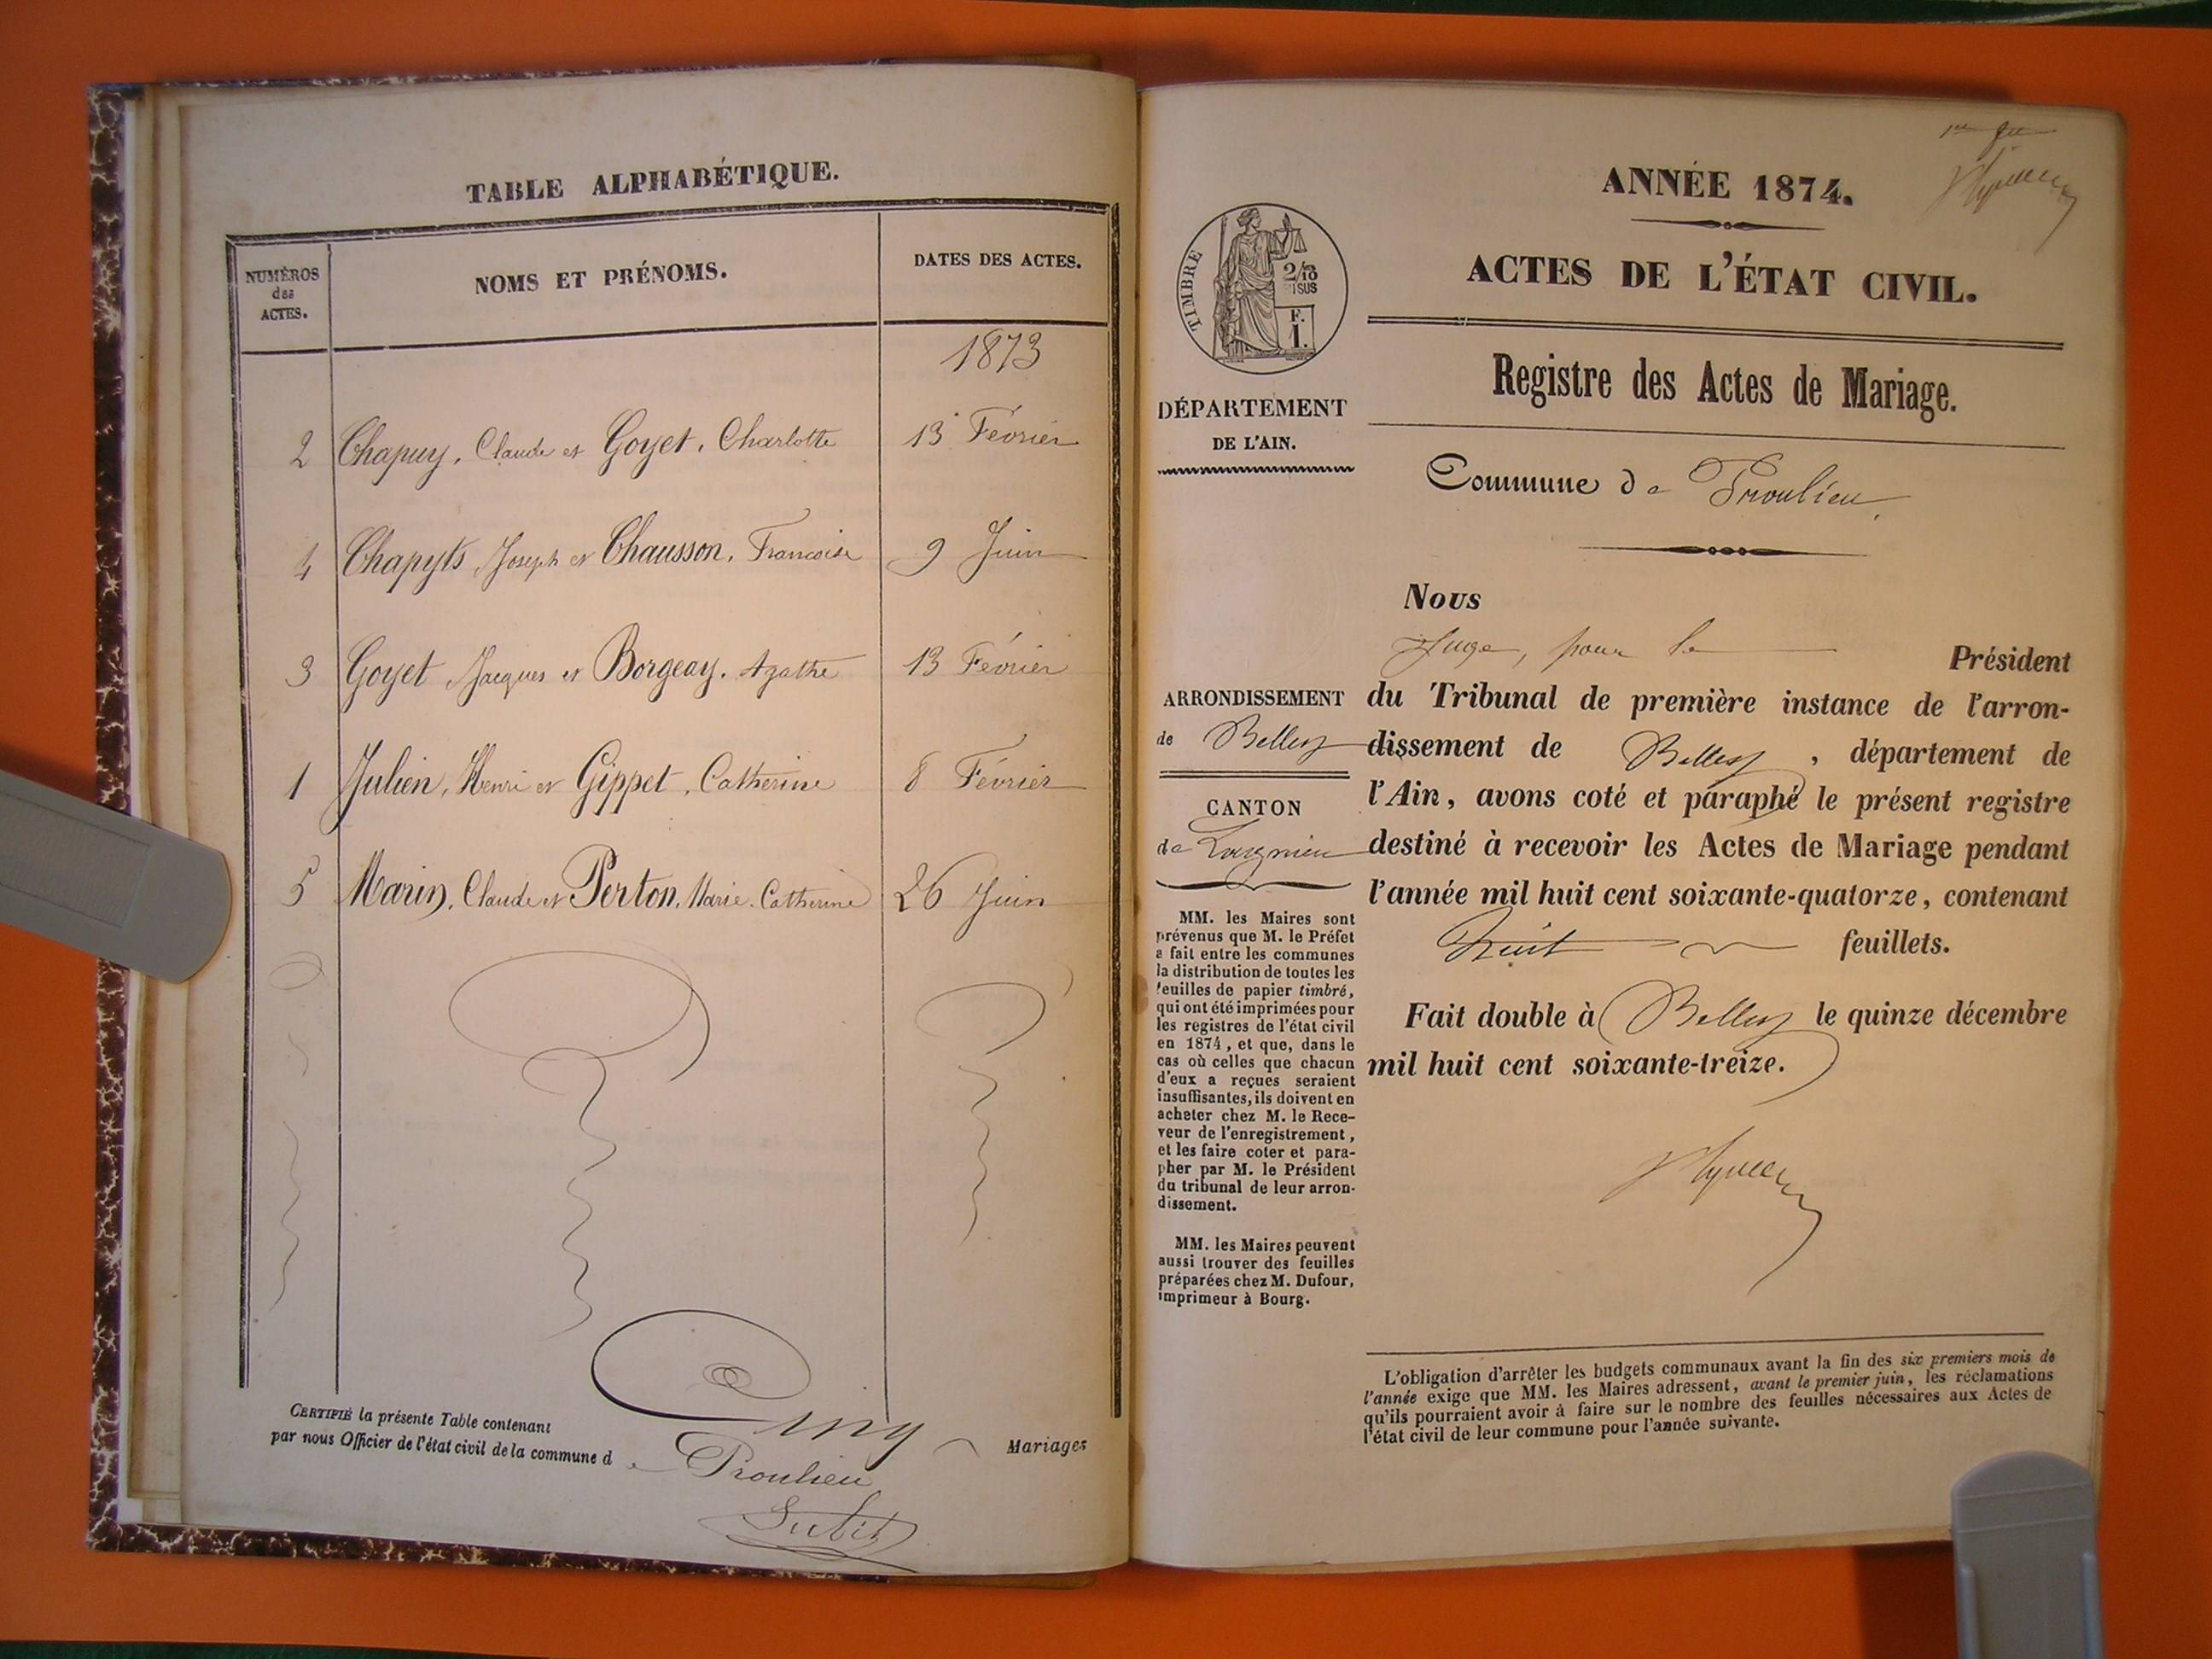 TABLE ALPHABÉTIQUE.
NUMÉROS
des
ACTES.
NOMS ET PRÉNOMS.
DATES DES ACTES.
1873
2 Chapuy, Claude et Goyet, Charlotte 13 Février
4 Chapyts Joseph et Chausson, Francoise 9 Juin
3 Goyet Jacques et Borgeay, Agathe 13 Février
1 Julien, Henri et Gippet, Catherine 8 Février
5 Marin, Claude et Perton, Marie. Catherine 26 Juin
CERTIFIÉ la présente Table contenant Cinq Mariages
par nous Officier de l'état civil de la commune de Proulieu
ANNÉE 1874.
ACTES DE L'ÉTAT CIVIL.
Registre des Actes de Mariage.
Commune de Proulieu
TIMBRE
2/10
SUS
F.
1.
DÉPARTEMENT
DE L'AIN.
ARRONDISSEMENT
de Belley
CANTON
de Lagnieu
MM. les Maires sont
prévenus que M. le Préfet
a fait entre les communes
la distribution de toutes les
feuilles de papier timbré,
qui ont été imprimées pour
les registres de l'état civil
en 1874, et que, dans le
cas où celles que chacun
d'eux a reçues seraient
insuffisantes, ils doivent en
acheter chez M. le Rece-
veur de l'enregistrement,
et les faire coter et para-
pher par M. le Président
du tribunal de leur arron-
dissement.
MM. les Maires peuvent
aussi trouver des feuilles
préparées chez M. Dufour,
imprimeur à Bourg.
Nous
Juge, pour le Président
du Tribunal de première instance de l'arron-
dissement de Belley, département de
l'Ain, avons coté et paraphé le présent registre
destiné à recevoir les Actes de Mariage pendant
l'année mil huit cent soixante-quatorze, contenant
huit feuillets.
Fait double à Belley le quinze décembre
mil huit cent soixante-treize.
L'obligation d'arrêter les budgets communaux avant la fin des six premiers mois de
l'année exige que MM. les Maires adressent, avant le premier juin, les réclamations
qu'ils pourraient avoir à faire sur le nombre des feuilles nécessaires aux Actes de
l'état civil de leur commune pour l'année suivante.